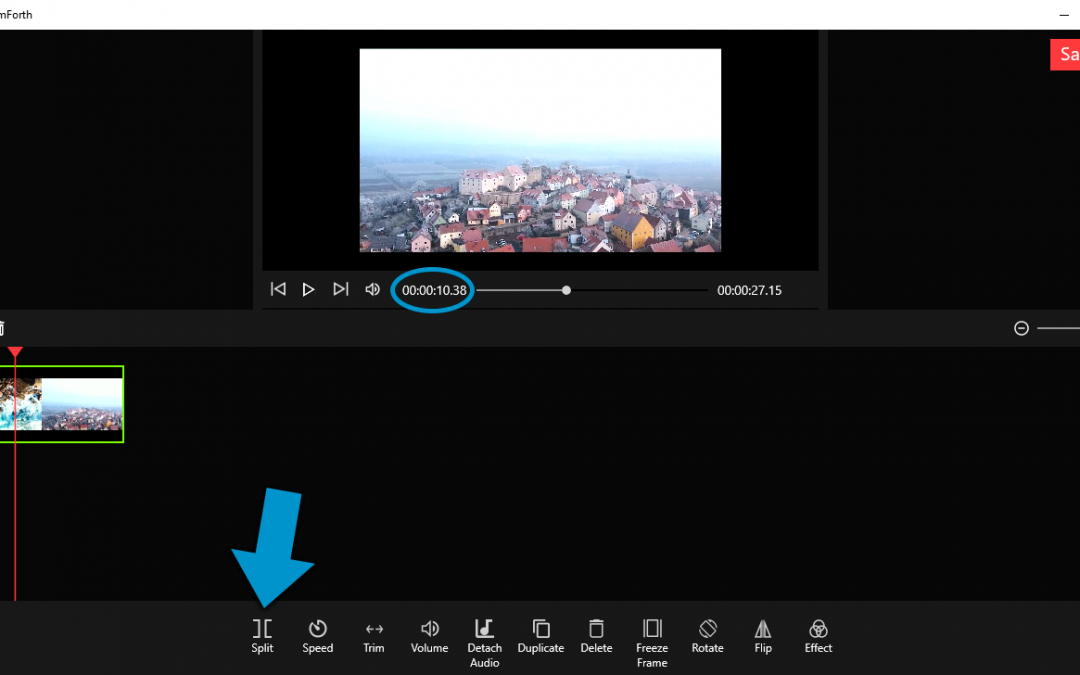 mForth
Sa
00:00:10.38
00:00:27.15
Split
Speed
Trim
Volume
Detach
Audio
Duplicate
Delete
Freeze
Frame
Rotate
Flip
Effect